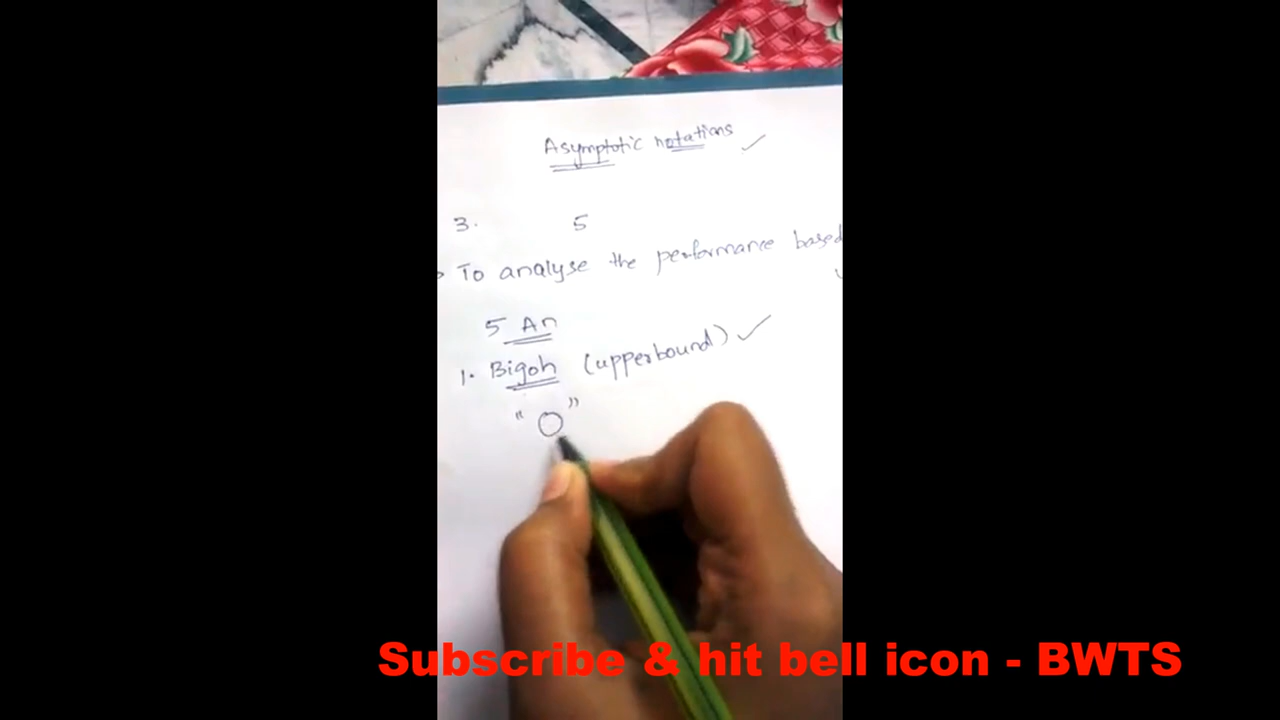 Asymptotic notations ✓
3. 5
To analyse the performance based
5 An
1. Bigoh (upperbound) ✓
“ O ”
Subscribe & hit bell icon - BWTS